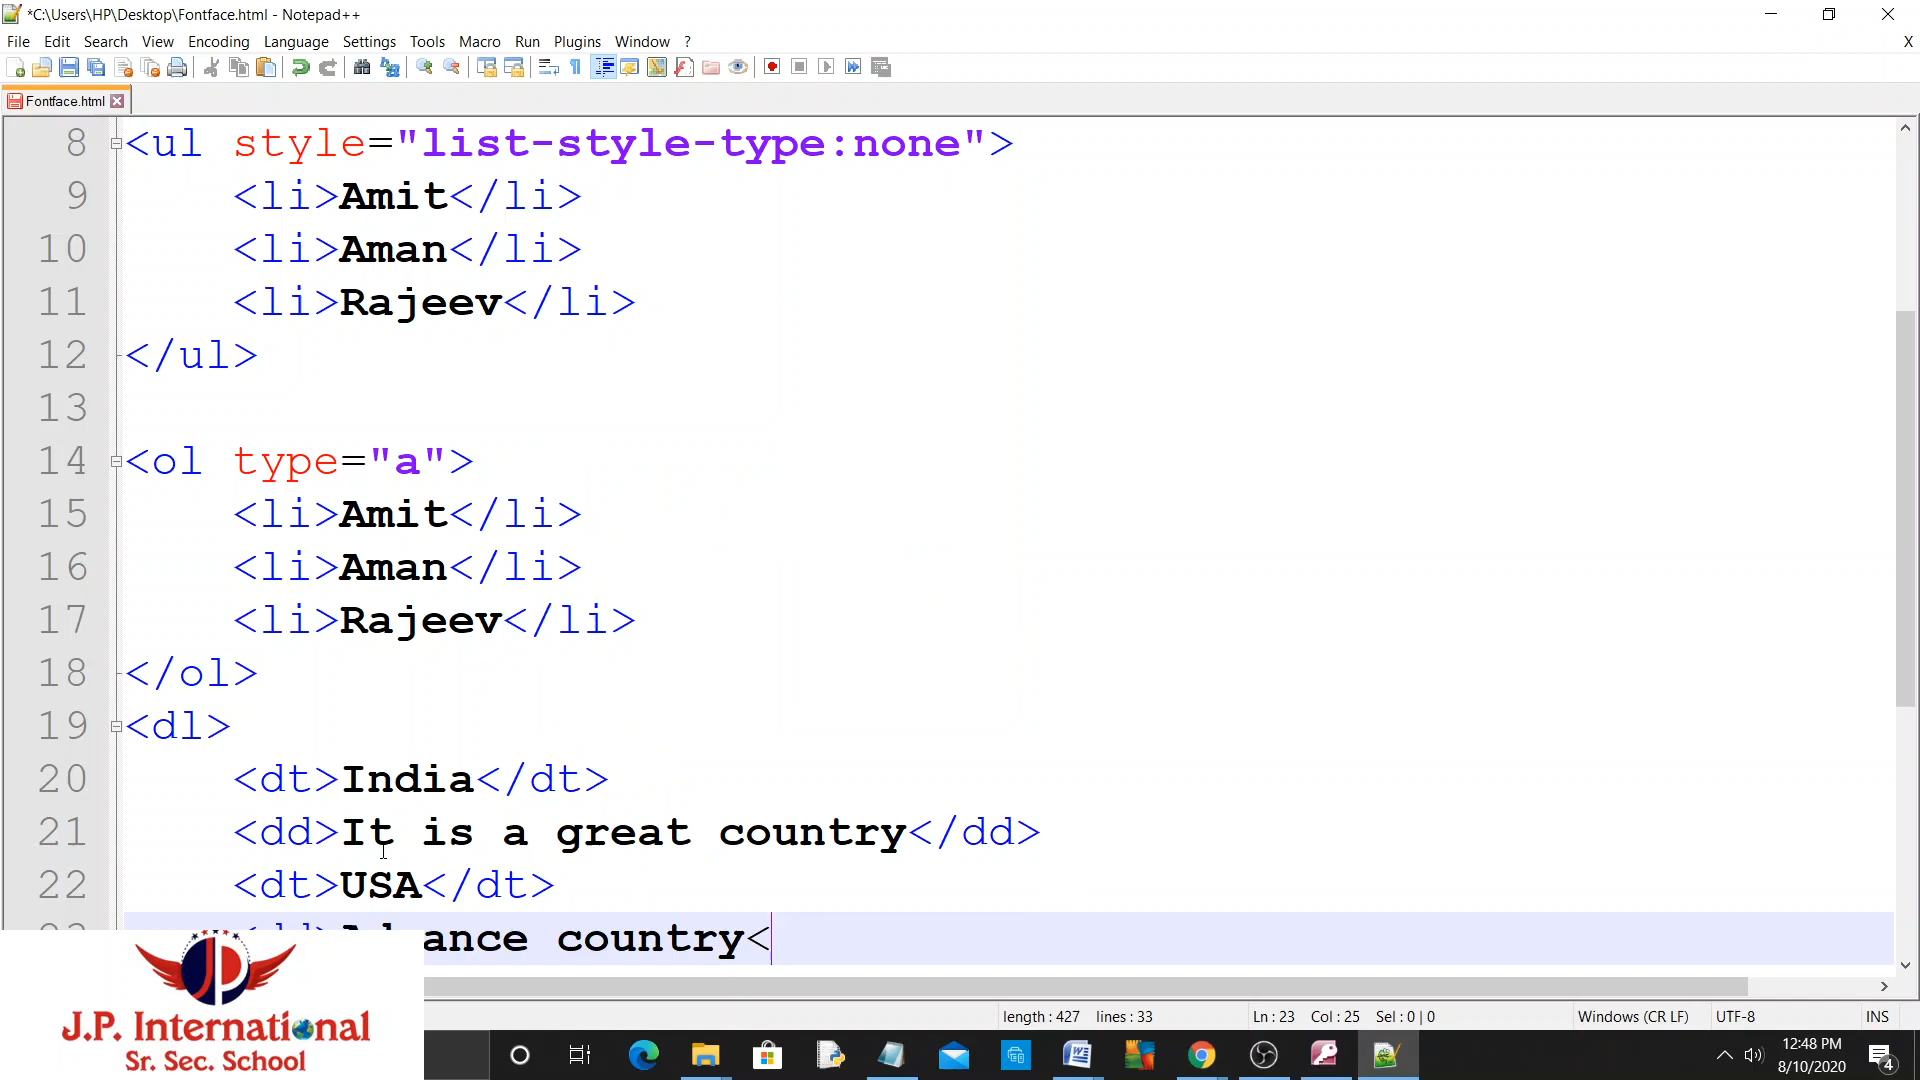 *C:\Users\HP\Desktop\Fontface.html - Notepad++
File Edit Search View Encoding Language Settings Tools Macro Run Plugins Window ? X
Fontface.html
8 <ul style="list-style-type:none">
9 <li>Amit</li>
10 <li>Aman</li>
11 <li>Rajeev</li>
12 </ul>
13
14 <ol type="a">
15 <li>Amit</li>
16 <li>Aman</li>
17 <li>Rajeev</li>
18 </ol>
19 <dl>
20 <dt>India</dt>
21 <dd>It is a great country</dd>
22 <dt>USA</dt>
ance country<
JP
J.P. International
Sr. Sec. School
length : 427 lines : 33 Ln : 23 Col : 25 Sel : 0 | 0 Windows (CR LF) UTF-8 INS
12:48 PM
8/10/2020
4